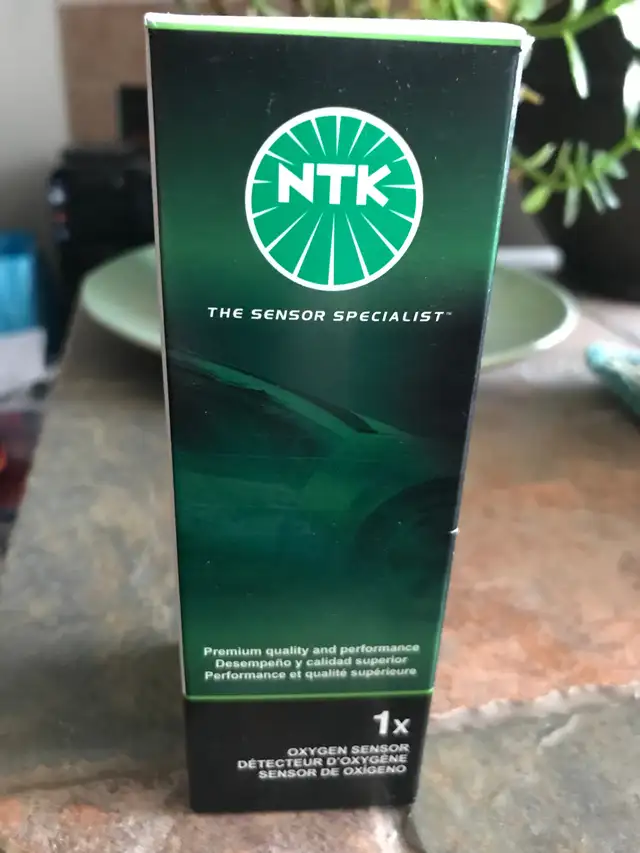 NTK
THE SENSOR SPECIALIST™
Premium quality and performance
Desempeño y calidad superior
Performance et qualité supérieure
1x
OXYGEN SENSOR
DÉTECTEUR D'OXYGÈNE
SENSOR DE OXÍGENO